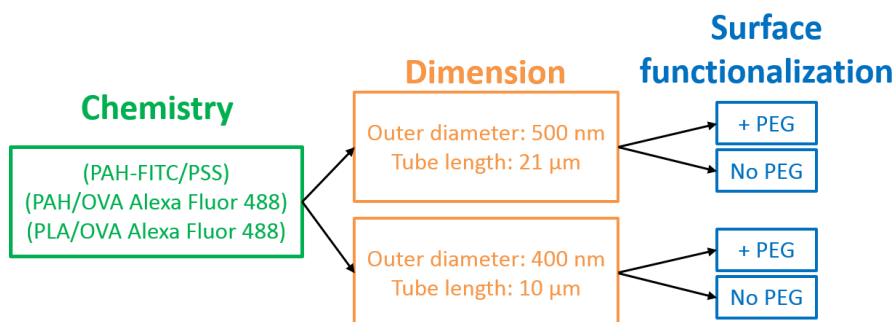 Chemistry
(PAH-FITC/PSS)
(PAH/OVA Alexa Fluor 488)
(PLA/OVA Alexa Fluor 488)
Dimension
Outer diameter: 500 nm
Tube length: 21 μm
Outer diameter: 400 nm
Tube length: 10 μm
Surface
functionalization
+ PEG
No PEG
+ PEG
No PEG